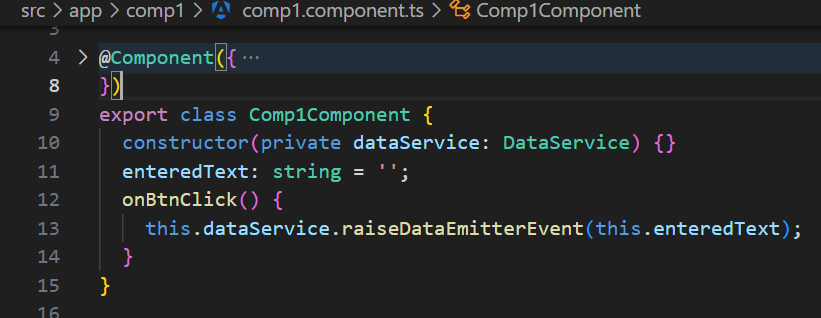 src > app > comp1 > comp1.component.ts > Comp1Component
3
4 > @Component({ ···
8 })
9 export class Comp1Component {
10 constructor(private dataService: DataService) {}
11 enteredText: string = '';
12 onBtnClick() {
13 this.dataService.raiseDataEmitterEvent(this.enteredText);
14 }
15 }
16